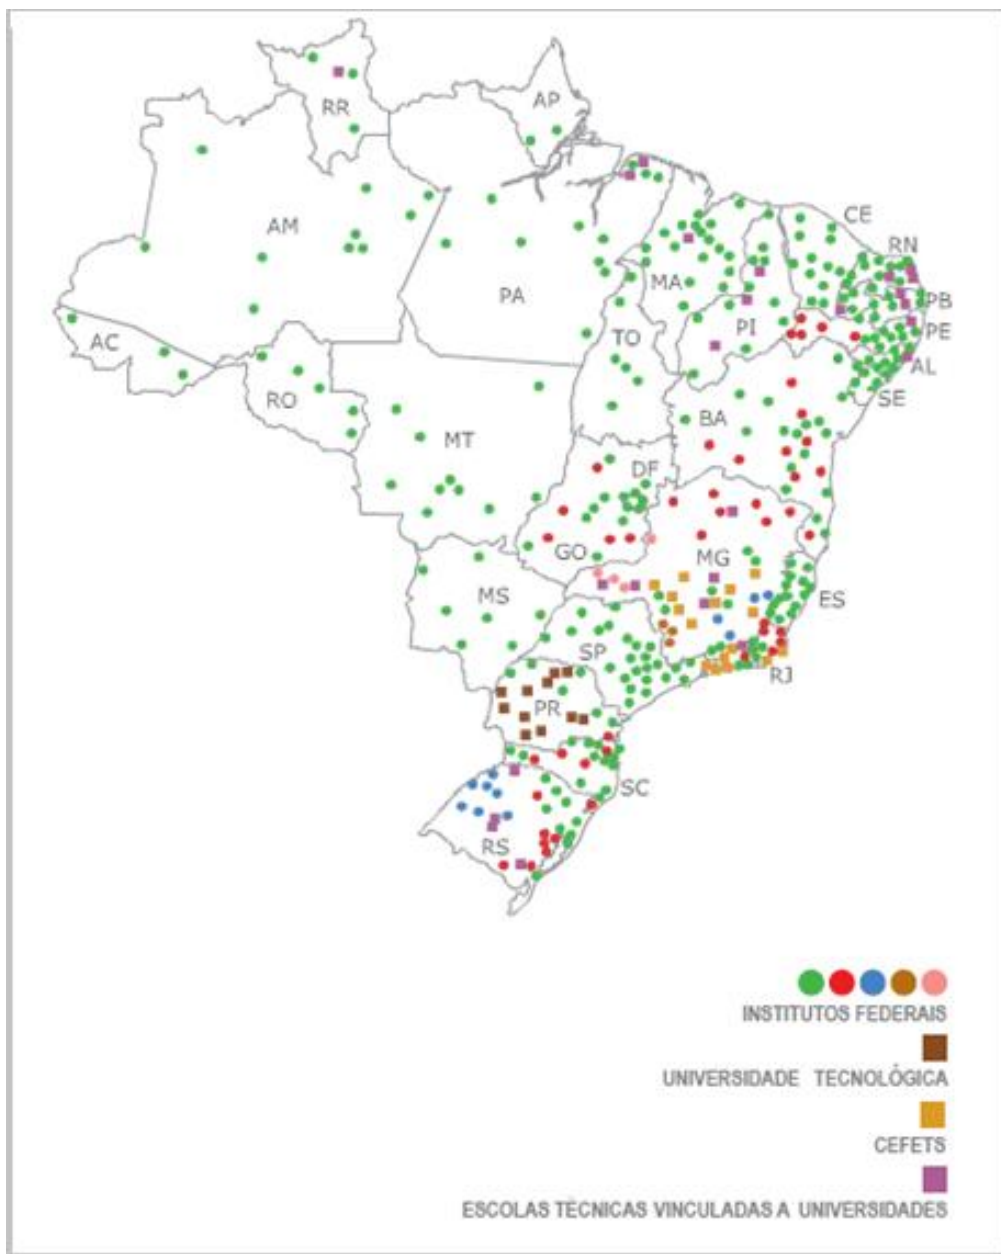 RR
AP
AM
PA
MA
CE
RN
PB
PE
AL
SE
PI
TO
AC
RO
MT
BA
DF
GO
MG
ES
MS
SP
RJ
PR
SC
RS
INSTITUTOS FEDERAIS
UNIVERSIDADE TECNOLÓGICA
CEFETS
ESCOLAS TÉCNICAS VINCULADAS A UNIVERSIDADES